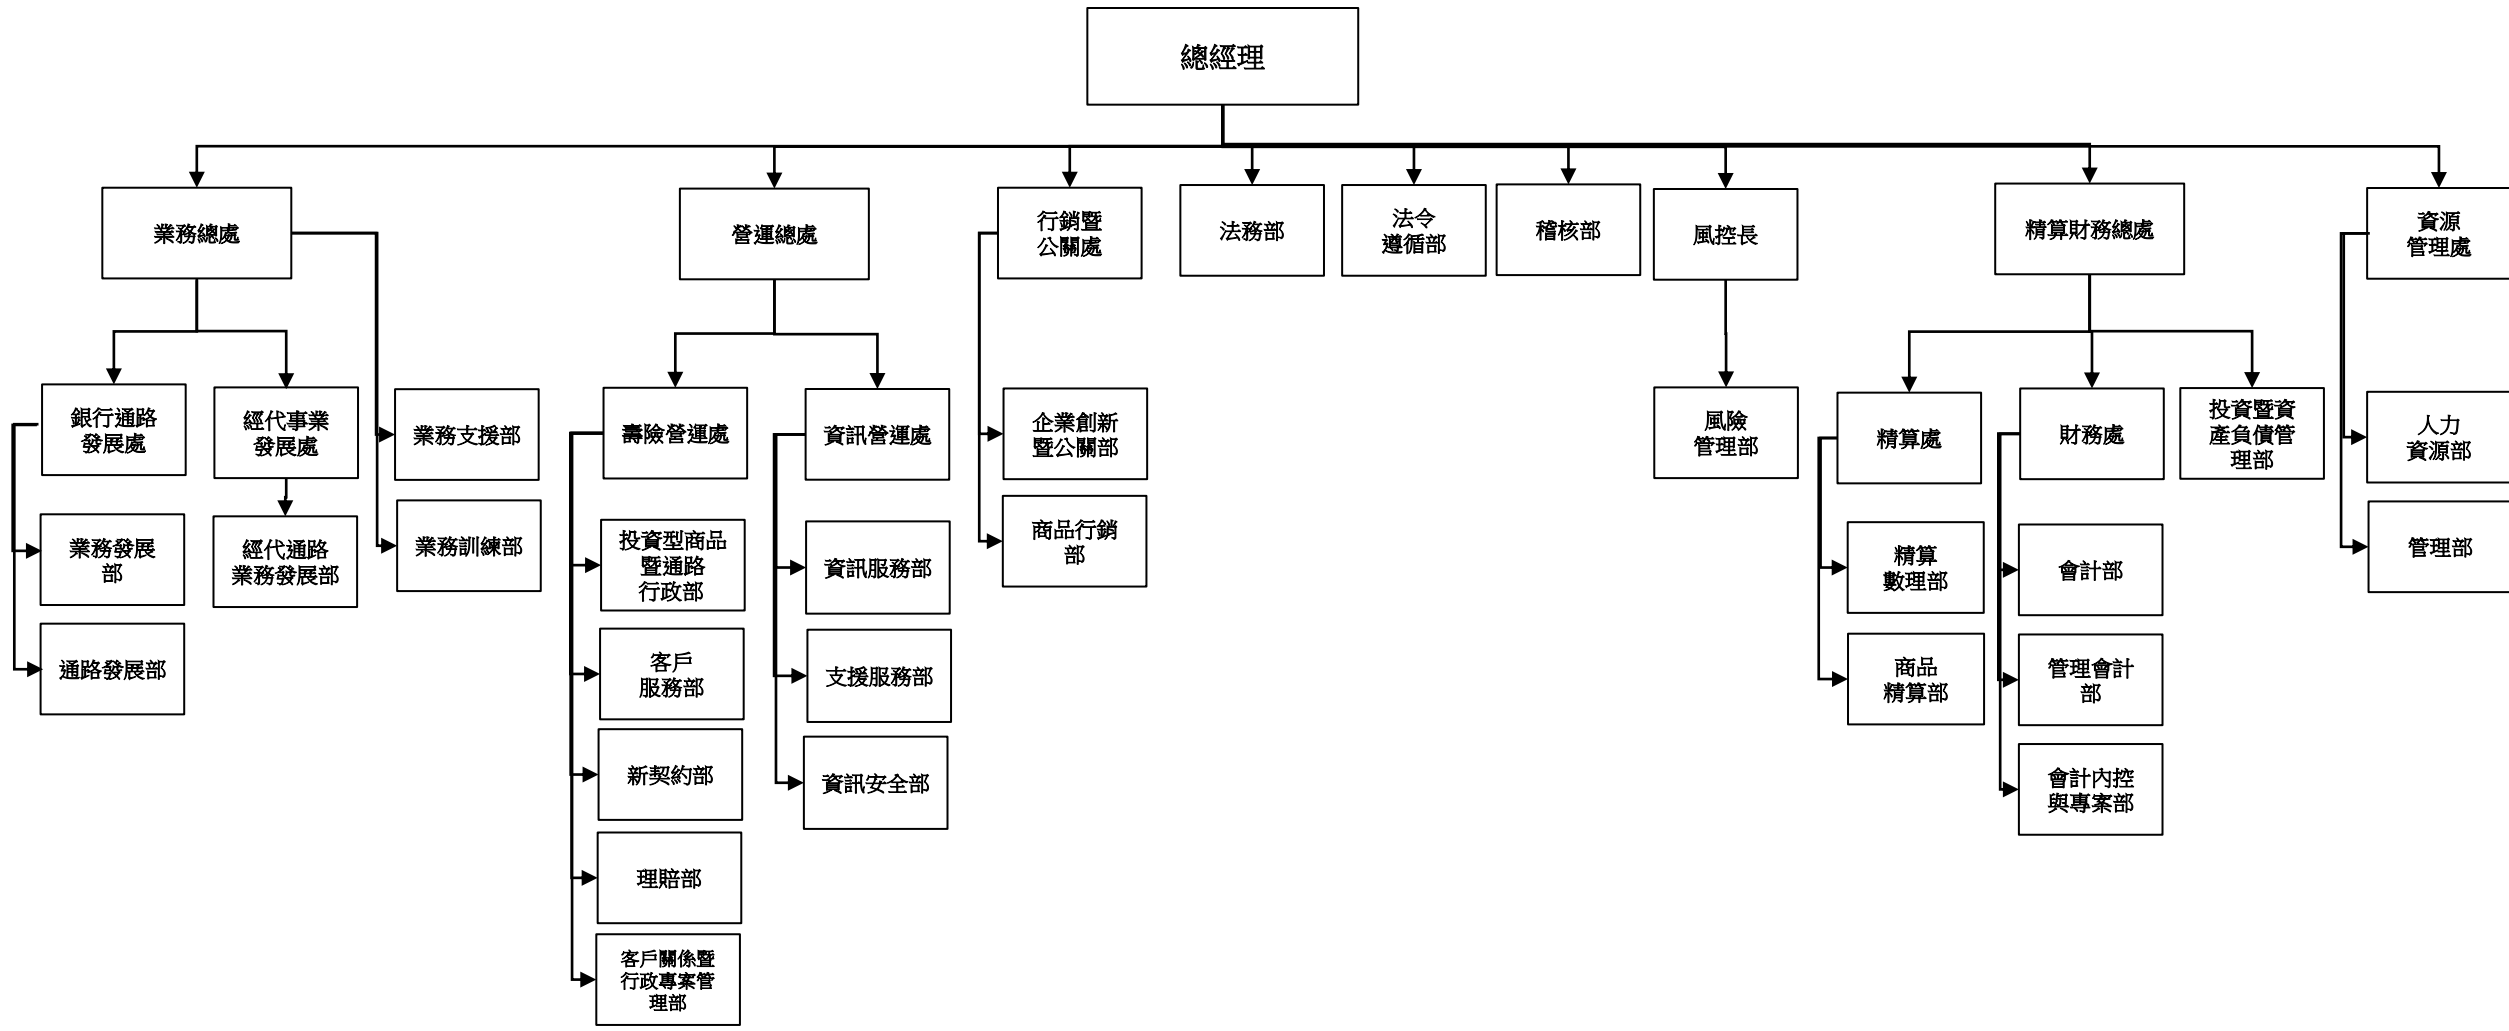 總經理
業務總處
營運總處
行銷暨
公關處
法務部
法令
遵循部
稽核部
風控長
精算財務總處
資源
管理處
銀行通路
發展處
經代事業
發展處
業務支援部
壽險營運處
資訊營運處
企業創新
暨公關部
風險
管理部
精算處
財務處
投資暨資
產負債管
理部
人力
資源部
業務發展
部
經代通路
業務發展部
業務訓練部
投資型商品
暨通路
行政部
資訊服務部
商品行銷
部
精算
數理部
會計部
管理部
通路發展部
客戶
服務部
支援服務部
商品
精算部
管理會計
部
新契約部
資訊安全部
會計內控
與專案部
理賠部
客戶關係暨
行政專案管
理部